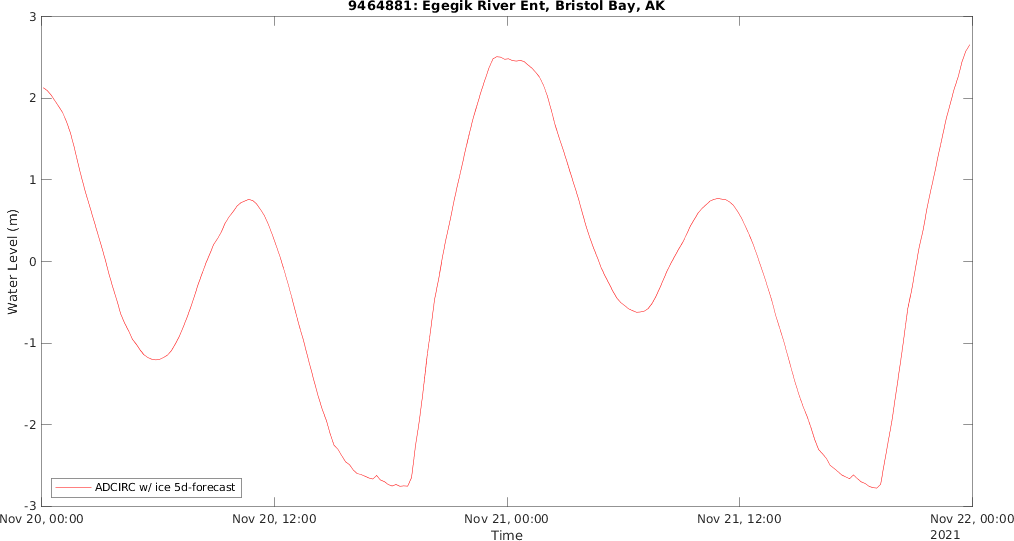 9464881: Egegik River Ent, Bristol Bay, AK
Water Level (m)
3
2
1
0
-1
-2
-3
ADCIRC w/ ice 5d-forecast
Nov 20, 00:00
Nov 20, 12:00
Nov 21, 00:00
Nov 21, 12:00
Nov 22, 00:00
2021
Time